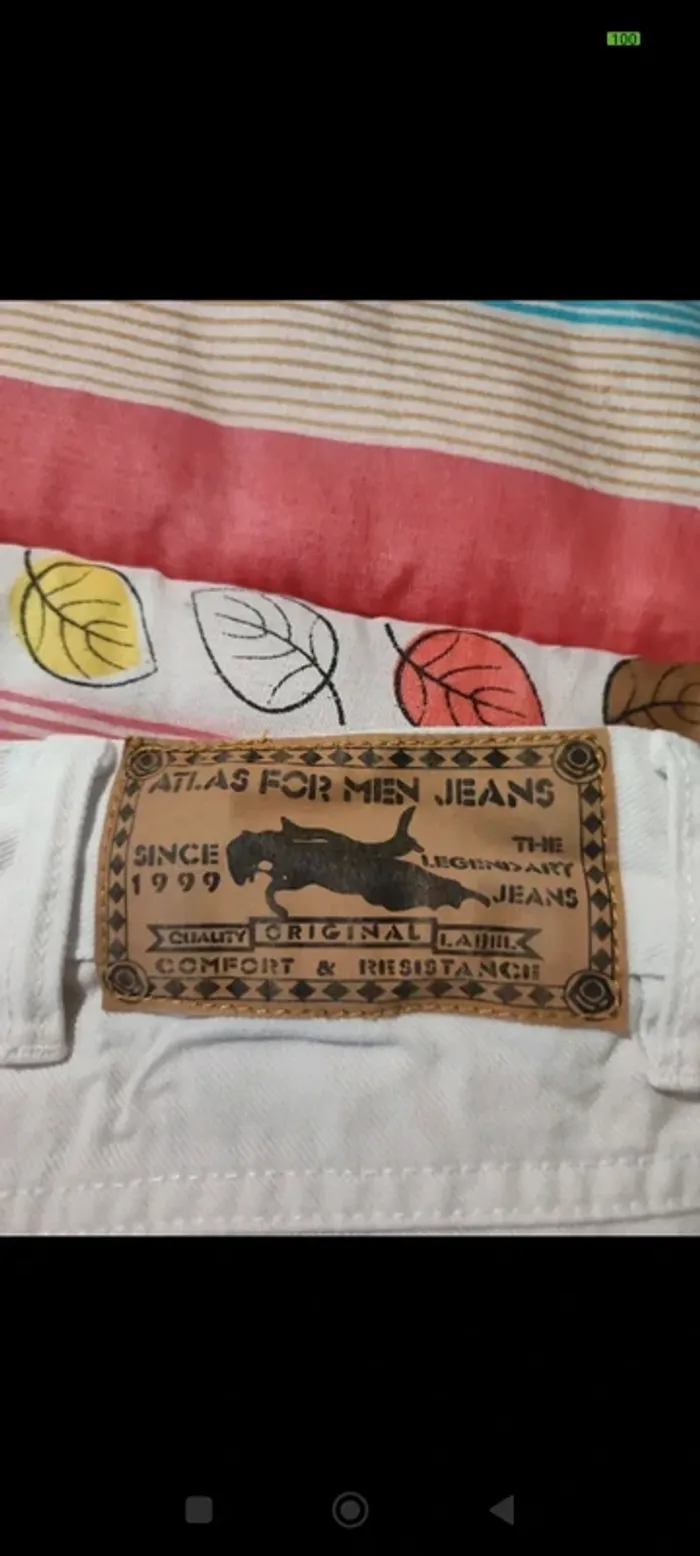 100
ATLAS FOR MEN JEANS
SINCE
1999
THE
LEGENDARY
JEANS
QUALITY ORIGINAL LABEL
COMFORT & RESISTANCE